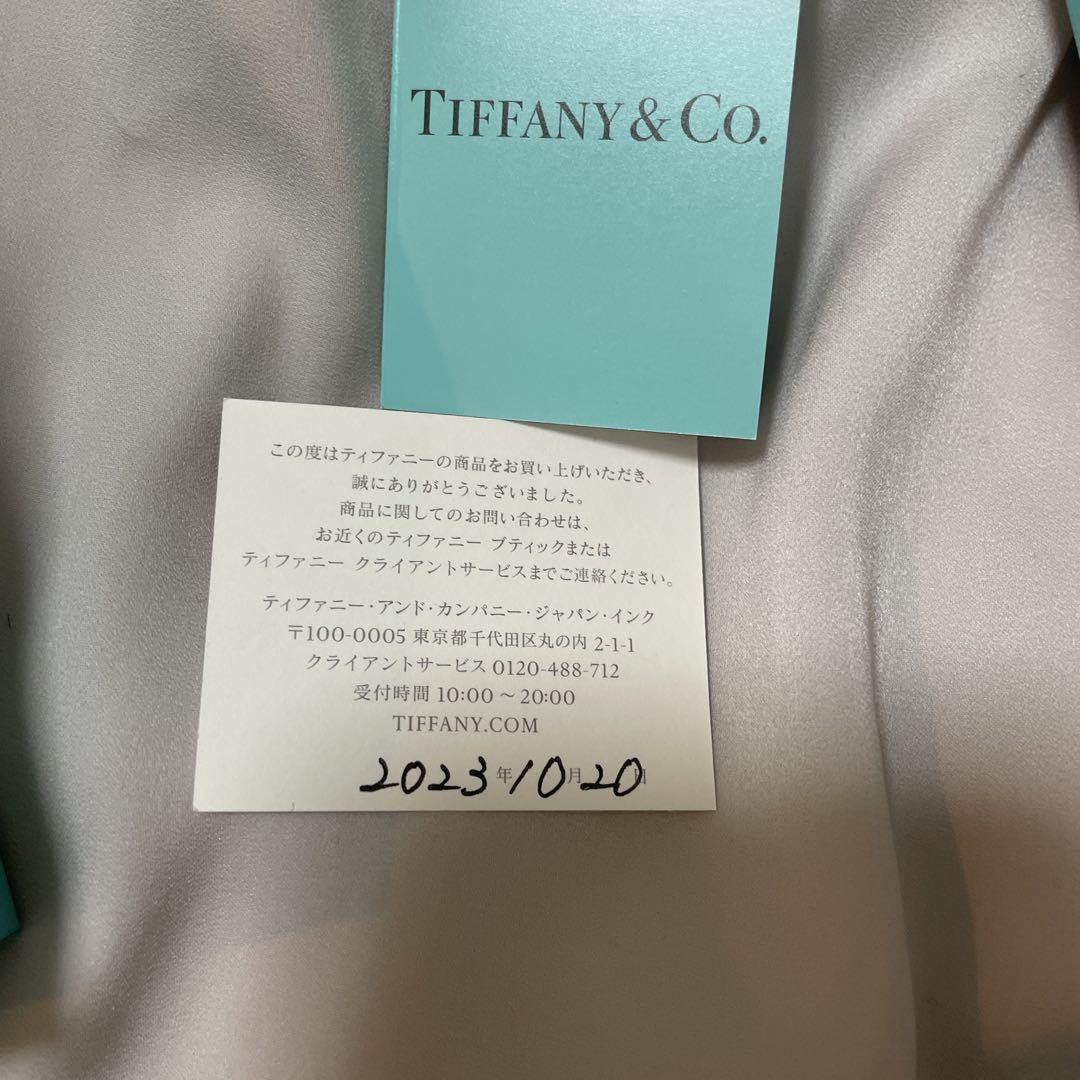 TIFFANY & CO.
この度はティファニーの商品をお買い上げいただき、
誠にありがとうございました。
商品に関してのお問い合わせは、
お近くのティファニー ブティックまたは
ティファニー クライアントサービスまでご連絡ください。
ティファニー・アンド・カンパニー・ジャパン・インク
〒100-0005 東京都千代田区丸の内 2-1-1
クライアントサービス 0120-488-712
受付時間 10:00 〜 20:00
TIFFANY.COM
2023年10月20日